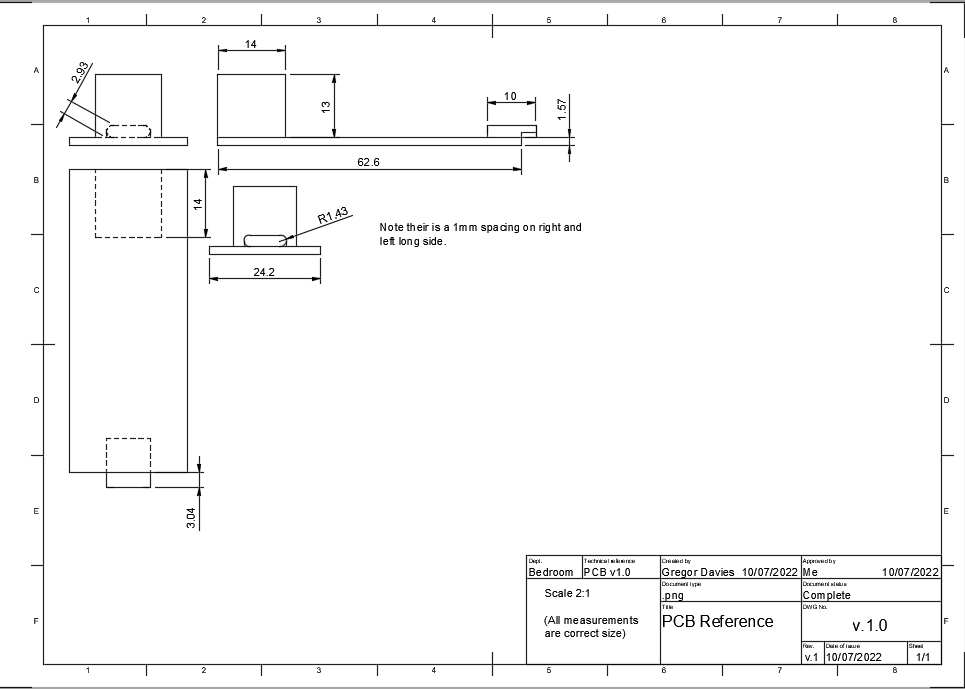 1 2 3 4 5 6 7 8
A A
14
2.93
13
10
1.57
62.6
B B
14
R1.43
Note their is a 1mm spacing on right and
left long side.
24.2
C C
D D
3.04
E E
Dept. Technical reference Created by Approved by
Bedroom PCB v1.0 Gregor Davies 10/07/2022 Me 10/07/2022
Document type Document status
Scale 2:1 .png Complete
Title DWG No.
(All measurements
are correct size)
PCB Reference v.1.0
F F
Rev. Date of issue Sheet
v.1 10/07/2022 1/1
1 2 3 4 5 6 7 8